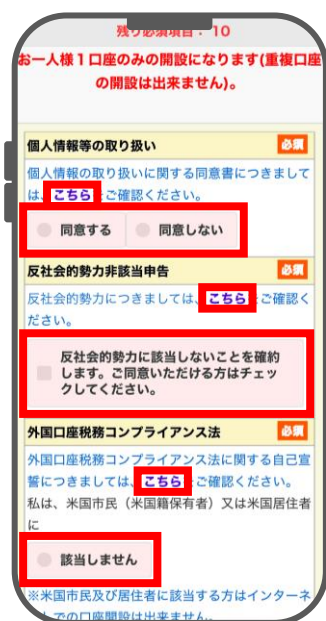 残り必須項目： 10
お一人様１口座のみの開設になります(重複口座
の開設は出来ません)。
個人情報等の取り扱い 必須
個人情報の取り扱いに関する同意書につきまして
は、こちら ご確認ください。
同意する 同意しない
反社会的勢力非該当申告 必須
反社会的勢力につきましては、こちら ご確認く
ださい。
反社会的勢力に該当しないことを確約
します。ご同意いただける方はチェッ
クしてください。
外国口座税務コンプライアンス法 必須
外国口座税務コンプライアンス法に関する自己宣
誓につきましては、こちら ご確認ください。
私は、米国市民（米国籍保有者）又は米国居住者
に
該当しません
※米国市民及び居住者に該当する方はインターネ
トでの口座開設は出来ません。